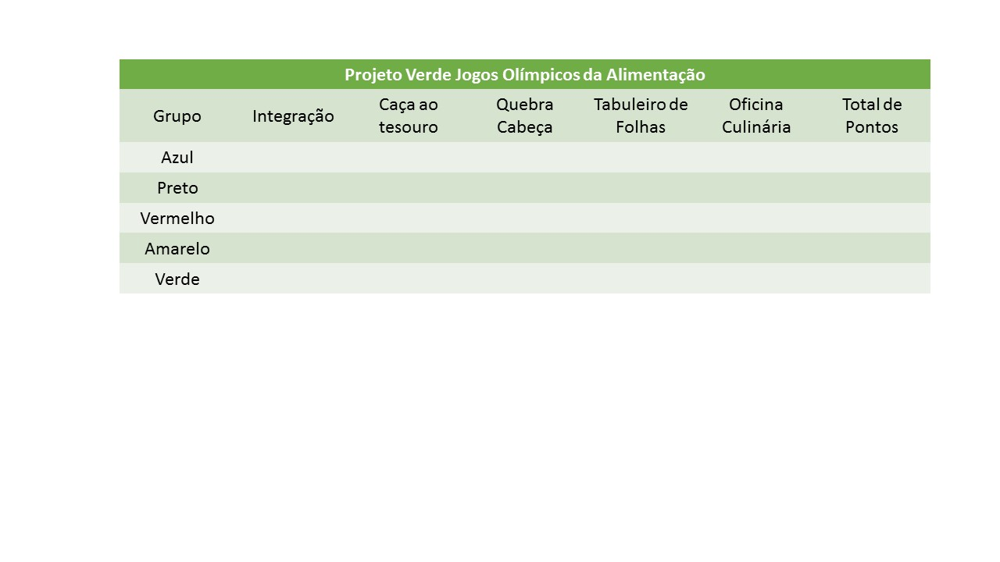 Projeto Verde Jogos Olímpicos da Alimentação
Grupo Integração Caça ao tesouro Quebra Cabeça Tabuleiro de Folhas Oficina Culinária Total de Pontos
Azul
Preto
Vermelho
Amarelo
Verde